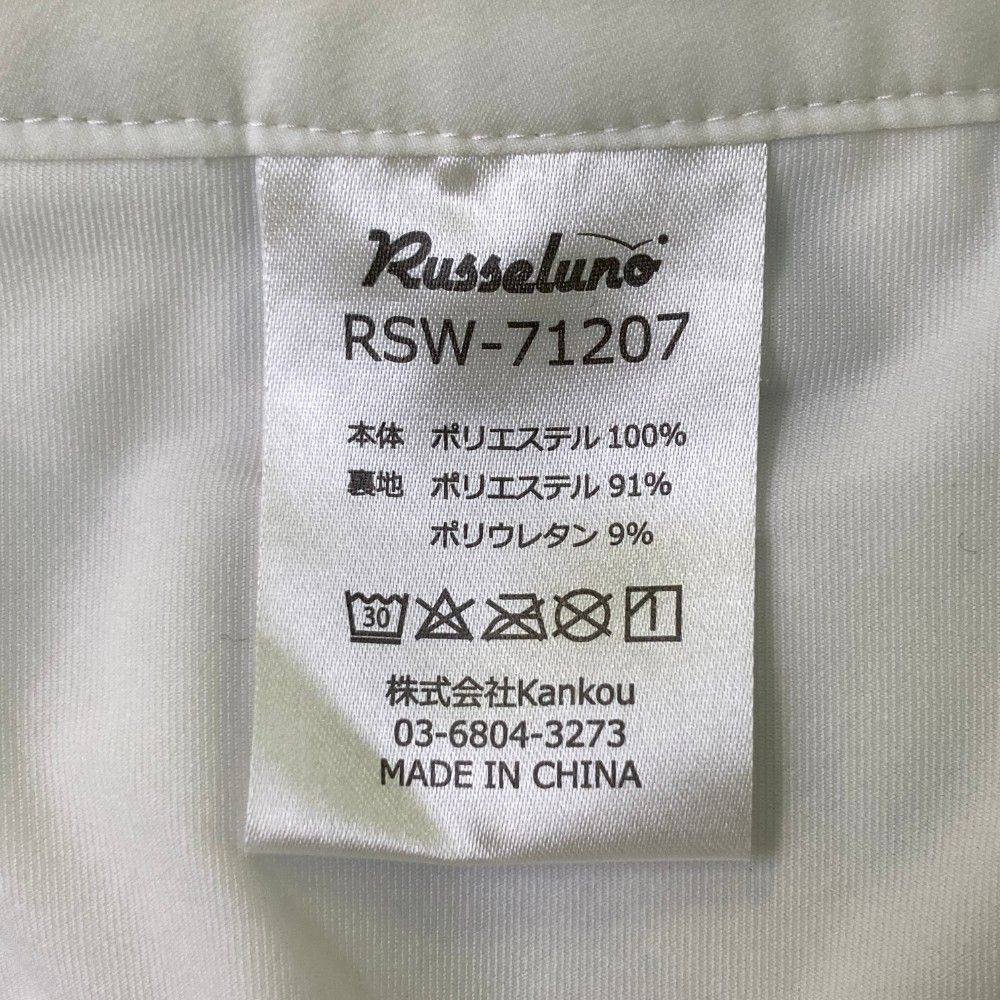 Russeluno
RSW-71207
本体 ポリエステル 100%
裏地 ポリエステル 91%
ポリウレタン 9%
30
株式会社Kankou
03-6804-3273
MADE IN CHINA